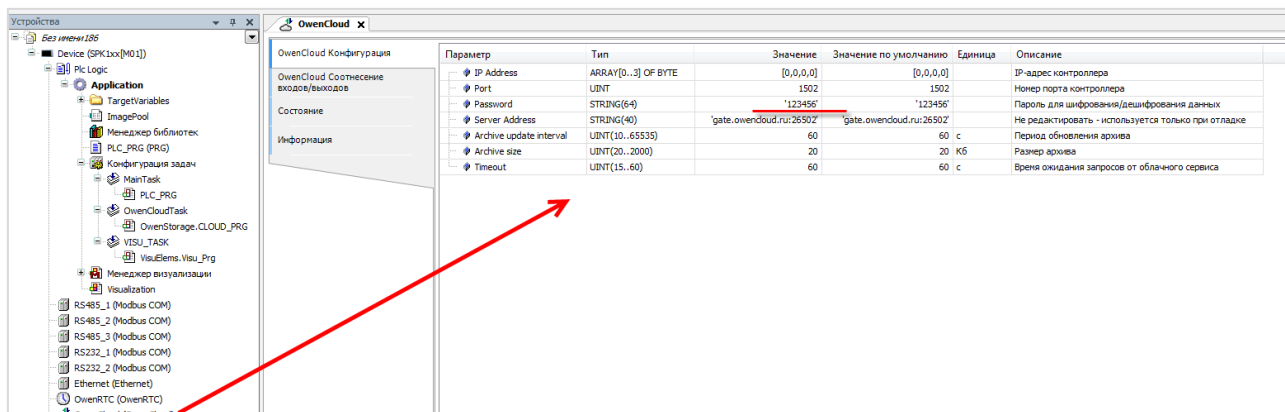 Устройства
Без имени186
Device (SPK1xx[M01])
Plc Logic
Application
TargetVariables
ImagePool
Менеджер библиотек
PLC_PRG (PRG)
Конфигурация задач
MainTask
PLC_PRG
OwenCloudTask
OwenStorage.CLOUD_PRG
VISU_TASK
VisuElems.Visu_Prg
Менеджер визуализации
Visualization
RS485_1 (Modbus COM)
RS485_2 (Modbus COM)
RS485_3 (Modbus COM)
RS232_1 (Modbus COM)
RS232_2 (Modbus COM)
Ethernet (Ethernet)
OwenRTC (OwenRTC)
OwenCloud
OwenCloud Конфигурация
OwenCloud Соотнесение
входов/выходов
Состояние
Информация
Параметр Тип Значение Значение по умолчанию Единица Описание
IP Address ARRAY[0..3] OF BYTE [0,0,0,0] [0,0,0,0] IP-адрес контроллера
Port UINT 1502 1502 Номер порта контроллера
Password STRING(64) '123456' '123456' Пароль для шифрования/дешифрования данных
Server Address STRING(40) 'gate.owencloud.ru:26502' 'gate.owencloud.ru:26502' Не редактировать - используется только при отладке
Archive update interval UINT(10..65535) 60 60 с Период обновления архива
Archive size UINT(20..2000) 20 20 Кб Размер архива
Timeout UINT(15..60) 60 60 с Время ожидания запросов от облачного сервиса